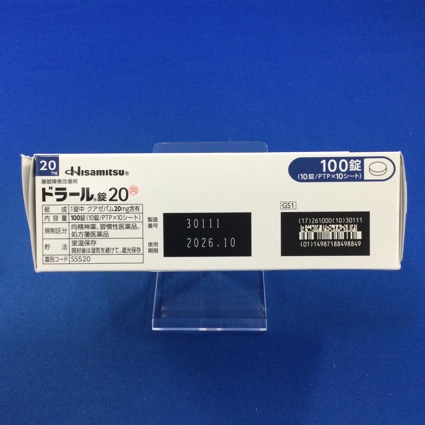 20
mg
Hisamitsu®
睡眠障害改善剤
ドラール®錠20
組成 1錠中 クアゼパム20mg含有
内容量 100錠(10錠/PTP×10シート)
規制区分 向精神薬、習慣性医薬品、
処方箋医薬品
貯法 室温保存
開封後は湿気を避けて、遮光保存
識別コード SS520
製造
番号
30111
使用
期限
2026.10
100錠
(10錠/PTP×10シート)
GS1
(17)261000(10)30111
(01)14987188498849